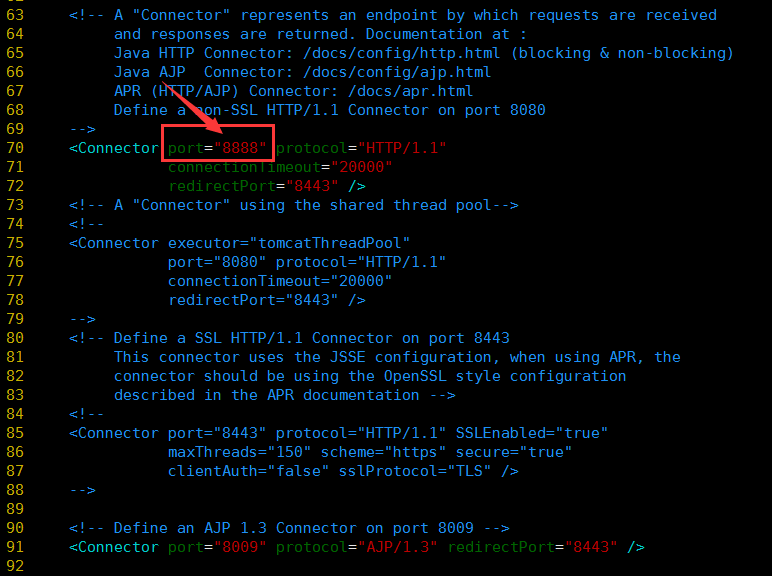 63     <!-- A "Connector" represents an endpoint by which requests are received
64          and responses are returned. Documentation at :
65          Java HTTP Connector: /docs/config/http.html (blocking & non-blocking)
66          Java AJP  Connector: /docs/config/ajp.html
67          APR (HTTP/AJP) Connector: /docs/apr.html
68          Define a non-SSL HTTP/1.1 Connector on port 8080
69     -->
70     <Connector port="8888" protocol="HTTP/1.1"
71                connectionTimeout="20000"
72                redirectPort="8443" />
73     <!-- A "Connector" using the shared thread pool-->
74     <!--
75     <Connector executor="tomcatThreadPool"
76                port="8080" protocol="HTTP/1.1"
77                connectionTimeout="20000"
78                redirectPort="8443" />
79     -->
80     <!-- Define a SSL HTTP/1.1 Connector on port 8443
81          This connector uses the JSSE configuration, when using APR, the
82          connector should be using the OpenSSL style configuration
83          described in the APR documentation -->
84     <!--
85     <Connector port="8443" protocol="HTTP/1.1" SSLEnabled="true"
86                maxThreads="150" scheme="https" secure="true"
87                clientAuth="false" sslProtocol="TLS" />
88     -->
89
90     <!-- Define an AJP 1.3 Connector on port 8009 -->
91     <Connector port="8009" protocol="AJP/1.3" redirectPort="8443" />
92